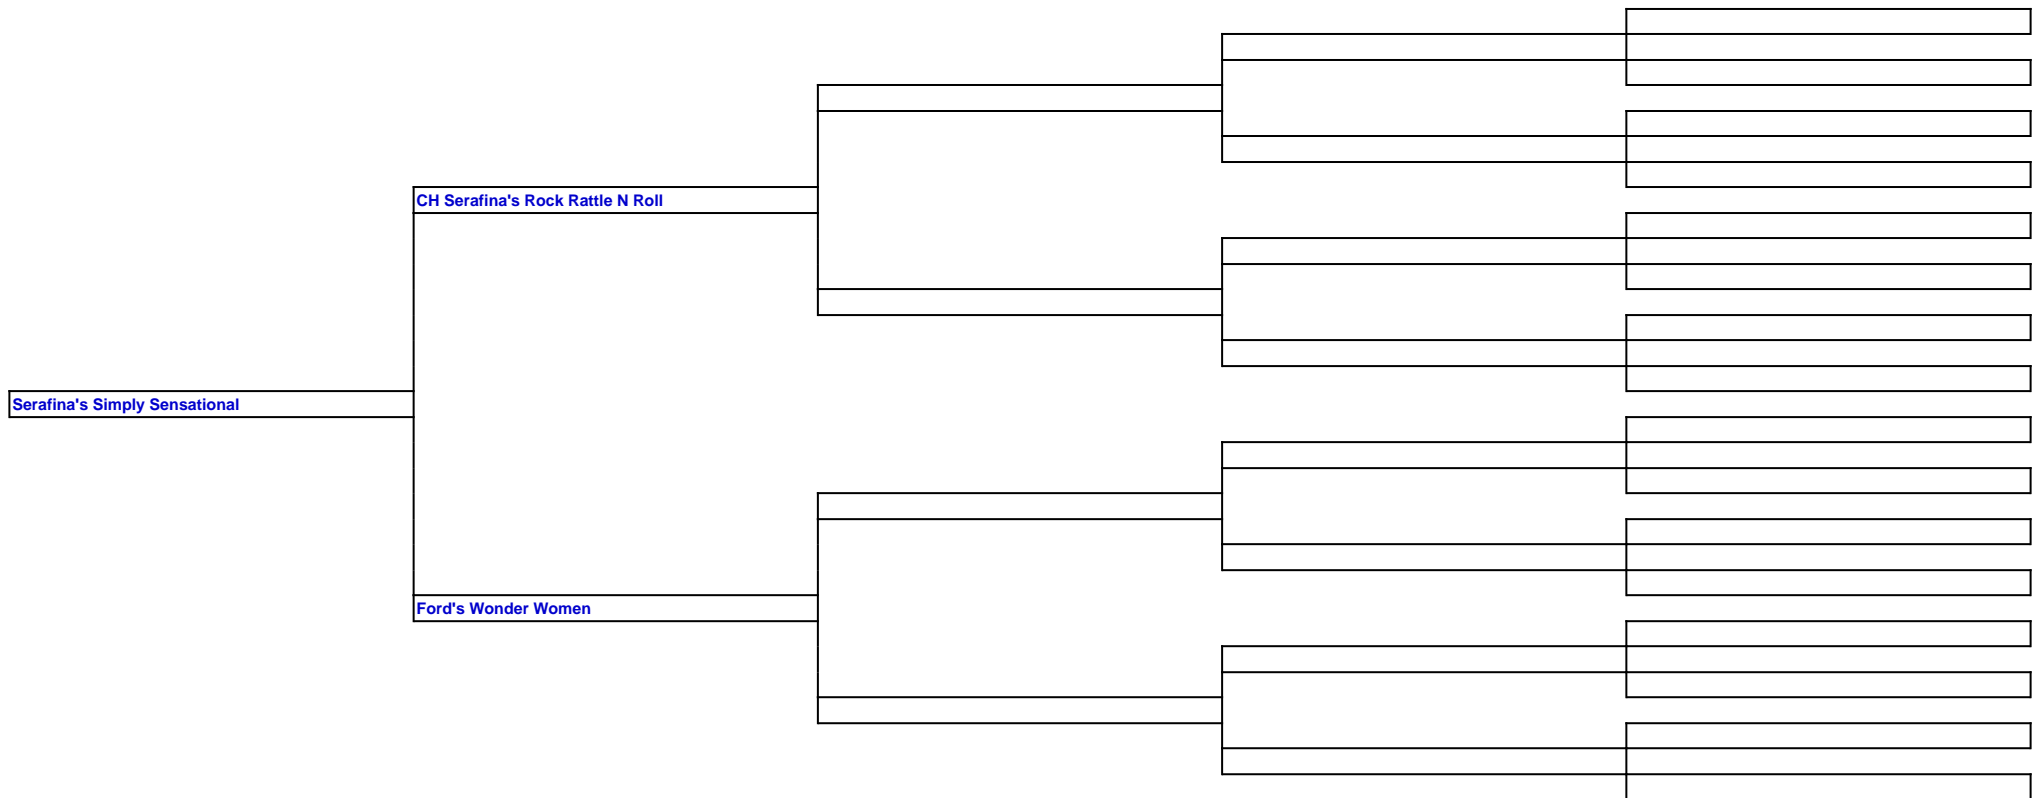 CH Serafina's Rock Rattle N Roll
Serafina's Simply Sensational
Ford's Wonder Women